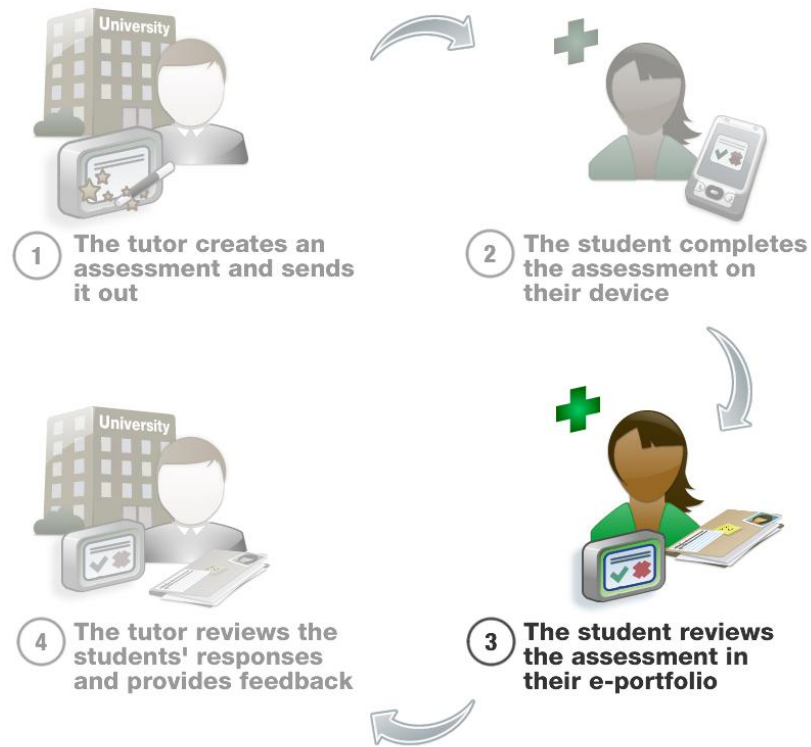 University
1
The tutor creates an
assessment and sends
it out
2
The student completes
the assessment on
their device
3
The student reviews
the assessment in
their e-portfolio
University
4
The tutor reviews the
students' responses
and provides feedback